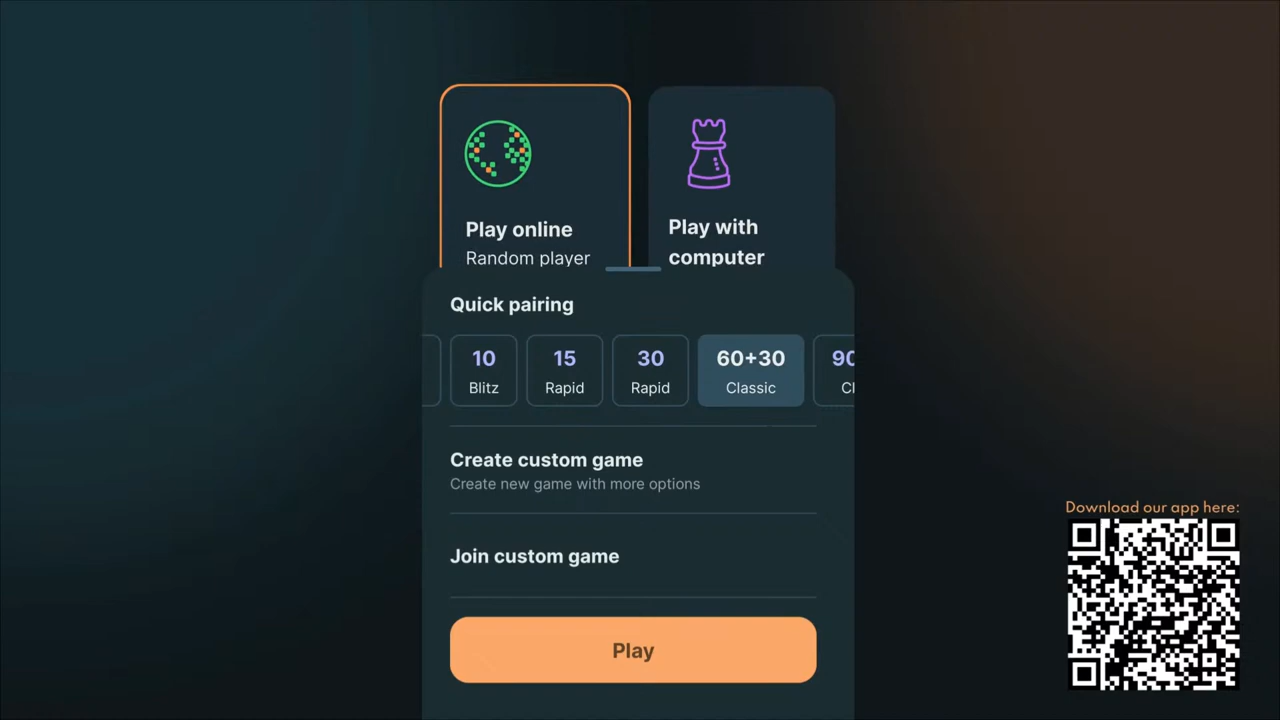 Play online
Random player
Play with
computer
Quick pairing
10
Blitz
15
Rapid
30
Rapid
60+30
Classic
90
Create custom game
Create new game with more options
Join custom game
Play
Download our app here: